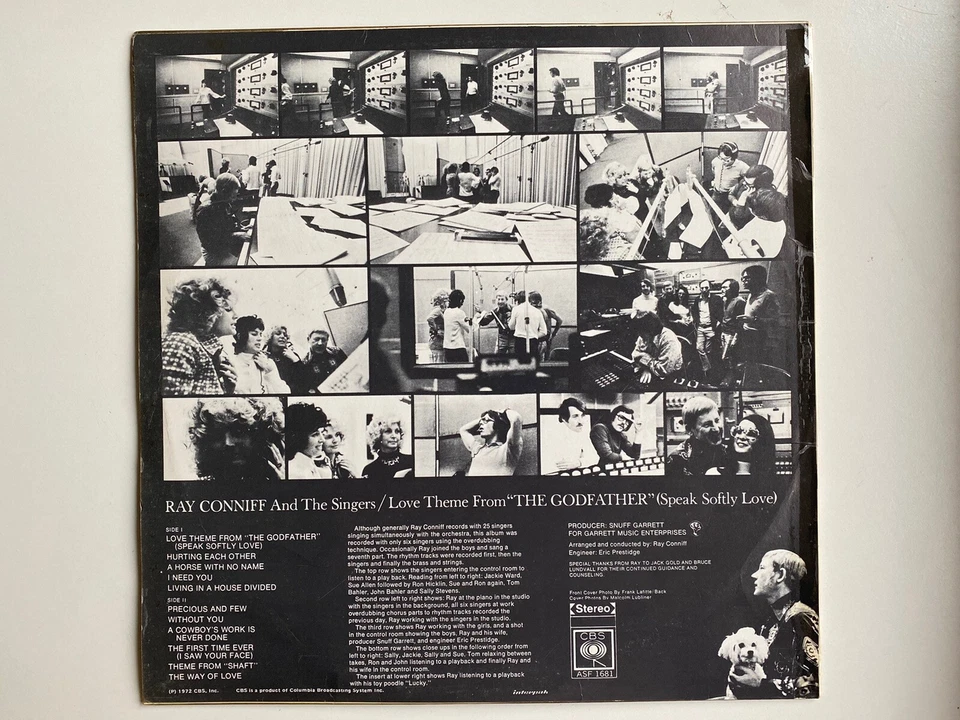 RAY CONNIFF And The Singers/Love Theme From "THE GODFATHER" (Speak Softly Love)
SIDE I
LOVE THEME FROM "THE GODFATHER"
(SPEAK SOFTLY LOVE)
HURTING EACH OTHER
A HORSE WITH NO NAME
I NEED YOU
LIVING IN A HOUSE DIVIDED
SIDE II
PRECIOUS AND FEW
WITHOUT YOU
A COWBOY'S WORK IS
NEVER DONE
THE FIRST TIME EVER
(I SAW YOUR FACE)
THEME FROM "SHAFT"
THE WAY OF LOVE
(P) 1972 CBS, Inc. CBS is a product of Columbia Broadcasting System Inc.
Although generally Ray Conniff records with 25 singers
singing simultaneously with the orchestra, this album was
recorded with only six singers using the overdubbing
technique. Occasionally Ray joined the boys and sang a
seventh part. The rhythm tracks were recorded first, then the
singers and finally the brass and strings.
The top row shows the singers entering the control room to
listen to a play back. Reading from left to right: Jackie Ward,
Sue Allen followed by Ron Hicklin, Sue and Ron again, Tom
Bahler, John Bahler and Sally Stevens.
Second row left to right shows: Ray at the piano in the studio
with the singers in the background, all six singers at work
overdubbing chorus parts to rhythm tracks recorded the
previous day, Ray working with the singers in the studio.
The third row shows Ray working with the girls, and a shot
in the control room showing the boys, Ray and his wife,
producer Snuff Garrett, and engineer Eric Prestidge.
The bottom row shows close ups in the following order from
left to right: Sally, Jackie, Sally and Sue, Tom relaxing between
takes, Ron and John listening to a playback and finally Ray and
his wife in the control room.
The insert at lower right shows Ray listening to a playback
with his toy poodle "Lucky."
PRODUCER: SNUFF GARRETT
FOR GARRETT MUSIC ENTERPRISES
Arranged and conducted by: Ray Conniff
Engineer: Eric Prestidge
SPECIAL THANKS FROM RAY TO JACK GOLD AND BRUCE
LUNDVALL FOR THEIR CONTINUED GUIDANCE AND
COUNSELING.
Front Cover Photo By Frank Lafitte/Back
Cover Photos By Malcolm Lubliner
Stereo
CBS
ASF 1681
interpak